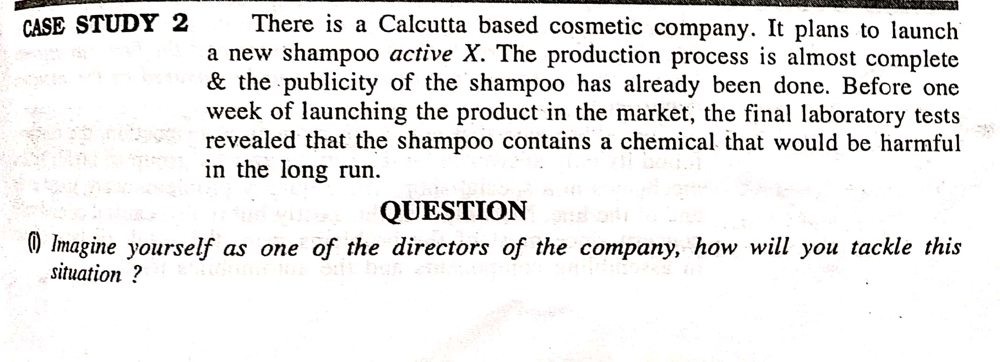 CASE STUDY 2 There is a Calcutta based cosmetic company. It plans to launch
a new shampoo active X. The production process is almost complete
& the publicity of the shampoo has already been done. Before one
week of launching the product in the market, the final laboratory tests
revealed that the shampoo contains a chemical that would be harmful
in the long run.
QUESTION
(i) Imagine yourself as one of the directors of the company, how will you tackle this
situation ?